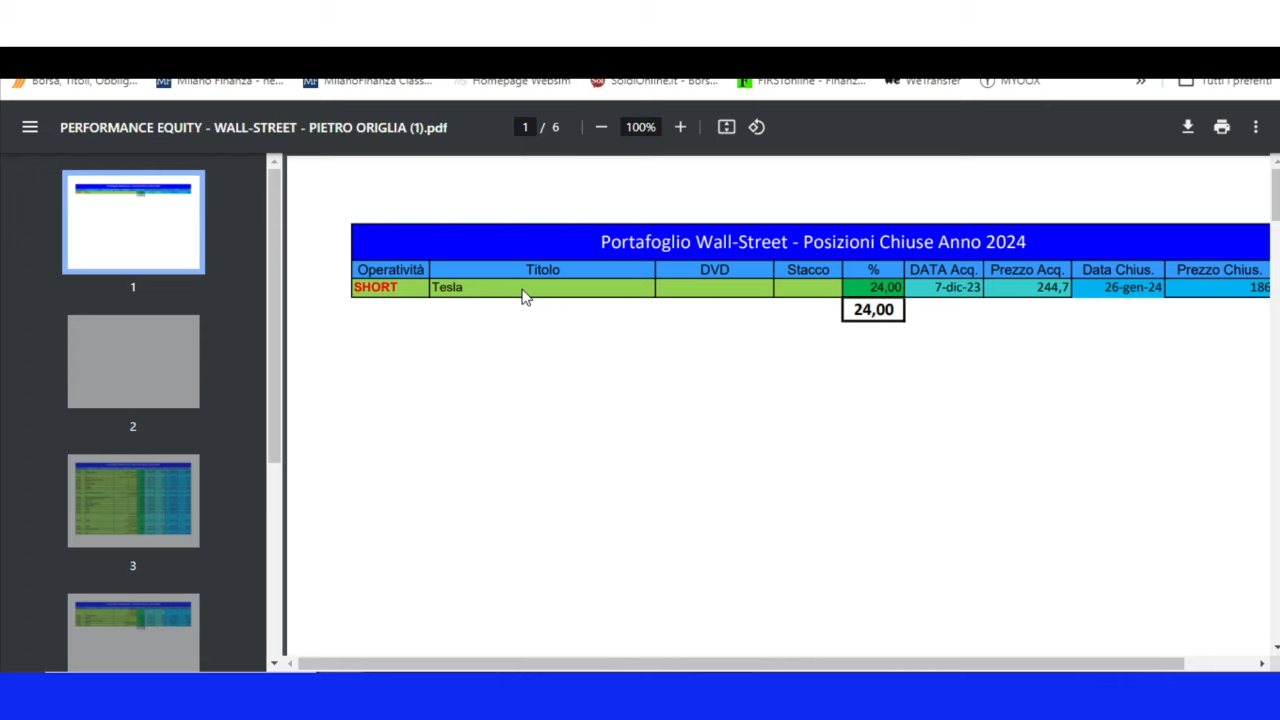 Borsa, Titoli, Obblig... Milano Finanza - ne... MilanoFinanza Class... Homepage Websim SoldiOnline.it - Bors... FIRSTonline - Finanz... WeTransfer MYOOX » Tutti i preferiti
PERFORMANCE EQUITY - WALL-STREET - PIETRO ORIGLIA (1).pdf 1 / 6 100%
1
2
3
Portafoglio Wall-Street - Posizioni Chiuse Anno 2024
Operatività Titolo DVD Stacco % DATA Acq. Prezzo Acq. Data Chius. Prezzo Chius.
SHORT Tesla 24,00 7-dic-23 244,7 26-gen-24 186
24,00